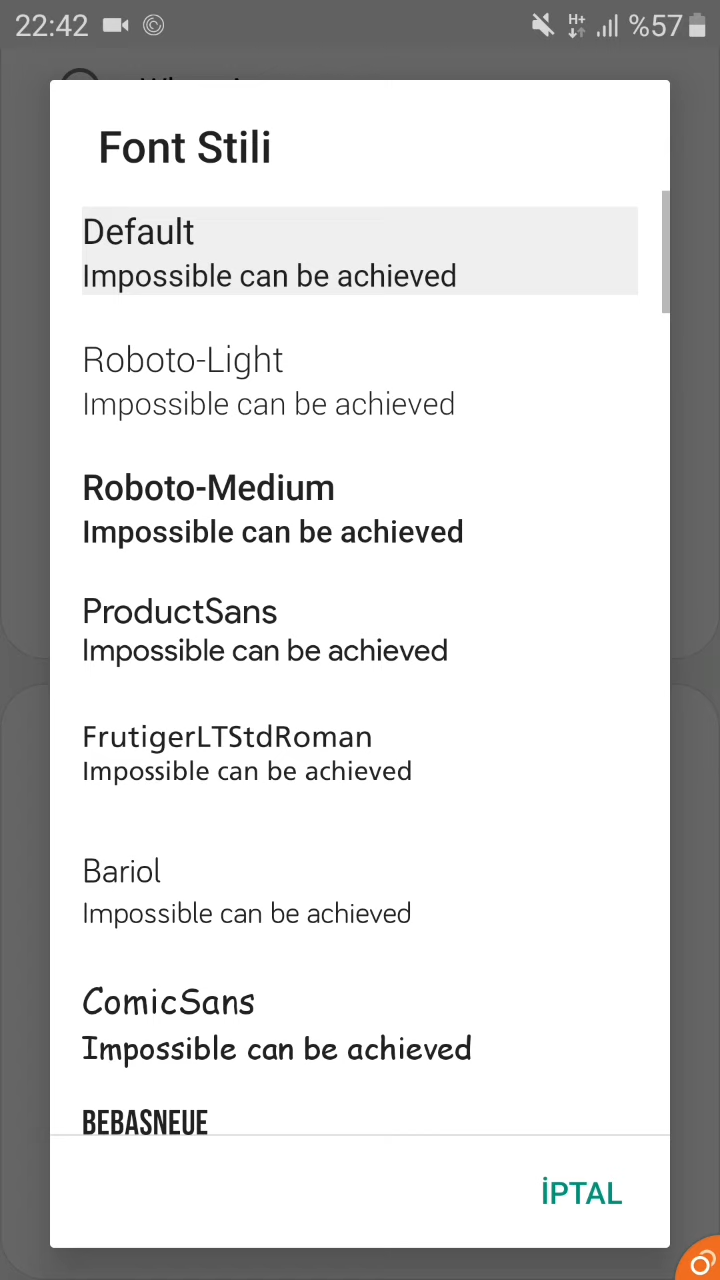 22:42
H+
%57
Font Stili
Default
Impossible can be achieved
Roboto-Light
Impossible can be achieved
Roboto-Medium
Impossible can be achieved
ProductSans
Impossible can be achieved
FrutigerLTStdRoman
Impossible can be achieved
Bariol
Impossible can be achieved
ComicSans
Impossible can be achieved
BEBASNEUE
İPTAL